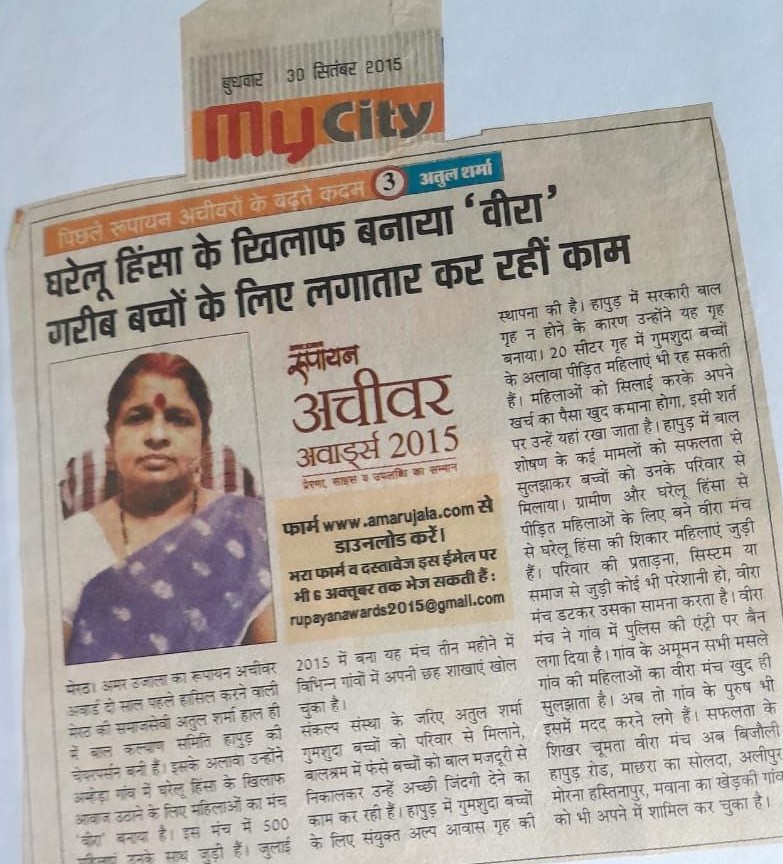 बुधवार 30 सितंबर 2015
My City
पिछले रूपायन अचीवरों के बढ़ते कदम 3 अतुल शर्मा
घरेलू हिंसा के खिलाफ बनाया ‘वीरा’
गरीब बच्चों के लिए लगातार कर रहीं काम
रूपायन
अचीवर
अवार्ड्स 2015
प्रेरणा, साहस व उपलब्धि का सम्मान
फार्म www.amarujala.com से
डाउनलोड करें।
भरा फार्म व दस्तावेज इस ईमेल पर
भी 6 अक्तूबर तक भेज सकती हैं :
rupayanawards2015@gmail.com
मेरठ। अमर उजाला का रूपायन अचीवर
अवार्ड दो साल पहले हासिल करने वाली
मेरठ की समाजसेवी अतुल शर्मा हाल ही
में बाल कल्याण समिति हापुड़ की
चेयरपर्सन बनी हैं। इसके अलावा उन्होंने
गांव में घरेलू हिंसा के खिलाफ
आवाज उठाने के लिए महिलाओं का मंच
‘वीरा’ बनाया है। इस मंच में 500
महिलाएं उनके साथ जुड़ी हैं। जुलाई
2015 में बना यह मंच तीन महीने में
विभिन्न गांवों में अपनी छह शाखाएं खोल
चुका है।
संकल्प संस्था के जरिए अतुल शर्मा
गुमशुदा बच्चों को परिवार से मिलाने,
बालश्रम में फंसे बच्चों को बाल मजदूरी से
निकालकर उन्हें अच्छी जिंदगी देने का
काम कर रही हैं। हापुड़ में गुमशुदा बच्चों
के लिए संयुक्त अल्प आवास गृह की
स्थापना की है। हापुड़ में सरकारी बाल
गृह न होने के कारण उन्होंने यह गृह
बनाया। 20 सीटर गृह में गुमशुदा बच्चों
के अलावा पीड़ित महिलाएं भी रह सकती
हैं। महिलाओं को सिलाई करके अपने
खर्च का पैसा खुद कमाना होगा, इसी शर्त
पर उन्हें यहां रखा जाता है। हापुड़ में बाल
शोषण के कई मामलों को सफलता से
सुलझाकर बच्चों को उनके परिवार से
मिलाया। ग्रामीण और घरेलू हिंसा से
पीड़ित महिलाओं के लिए बने वीरा मंच
से घरेलू हिंसा की शिकार महिलाएं जुड़ी
हैं। परिवार की प्रताड़ना, सिस्टम या
समाज से जुड़ी कोई भी परेशानी हो, वीरा
मंच डटकर उसका सामना करता है। वीरा
मंच ने गांव में पुलिस की एंट्री पर बैन
लगा दिया है। गांव के अमूमन सभी मसले
गांव की महिलाओं का वीरा मंच खुद ही
सुलझाता है। अब तो गांव के पुरुष भी
इसमें मदद करने लगे हैं। सफलता के
शिखर चूमता वीरा मंच अब बिजौली
हापुड़ रोड, माछरा का सोलदा, अलीपुर
मोरना हस्तिनापुर, मवाना का खेड़की गांव
को भी अपने में शामिल कर चुका है।